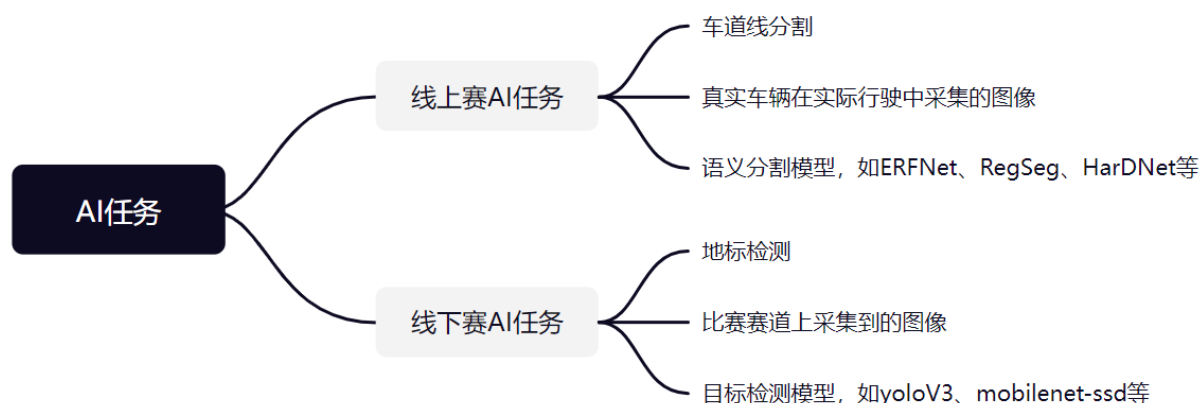 AI任务
线上赛AI任务
车道线分割
真实车辆在实际行驶中采集的图像
语义分割模型，如ERFNet、RegSeg、HarDNet等
线下赛AI任务
地标检测
比赛赛道上采集到的图像
目标检测模型，如yoloV3、mobilenet-ssd等